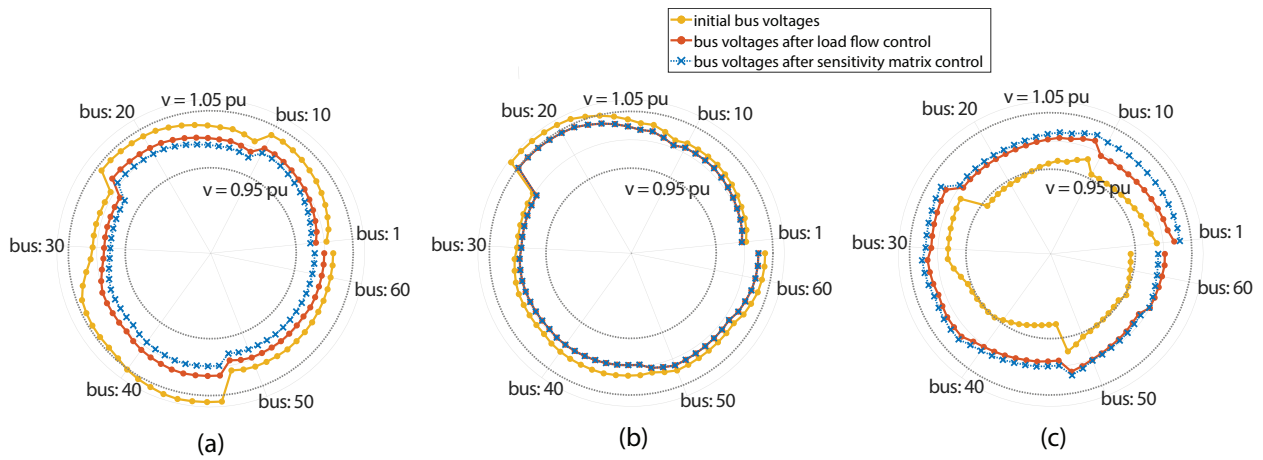 initial bus voltages
bus voltages after load flow control
bus voltages after sensitivity matrix control
bus: 20
v = 1.05 pu
bus: 10
v = 0.95 pu
bus: 30
bus: 1
bus: 60
bus: 40
bus: 50
(a)
bus: 20
v = 1.05 pu
bus: 10
v = 0.95 pu
bus: 30
bus: 1
bus: 60
bus: 40
bus: 50
(b)
bus: 20
v = 1.05 pu
bus: 10
v = 0.95 pu
bus: 30
bus: 1
bus: 60
bus: 40
bus: 50
(c)